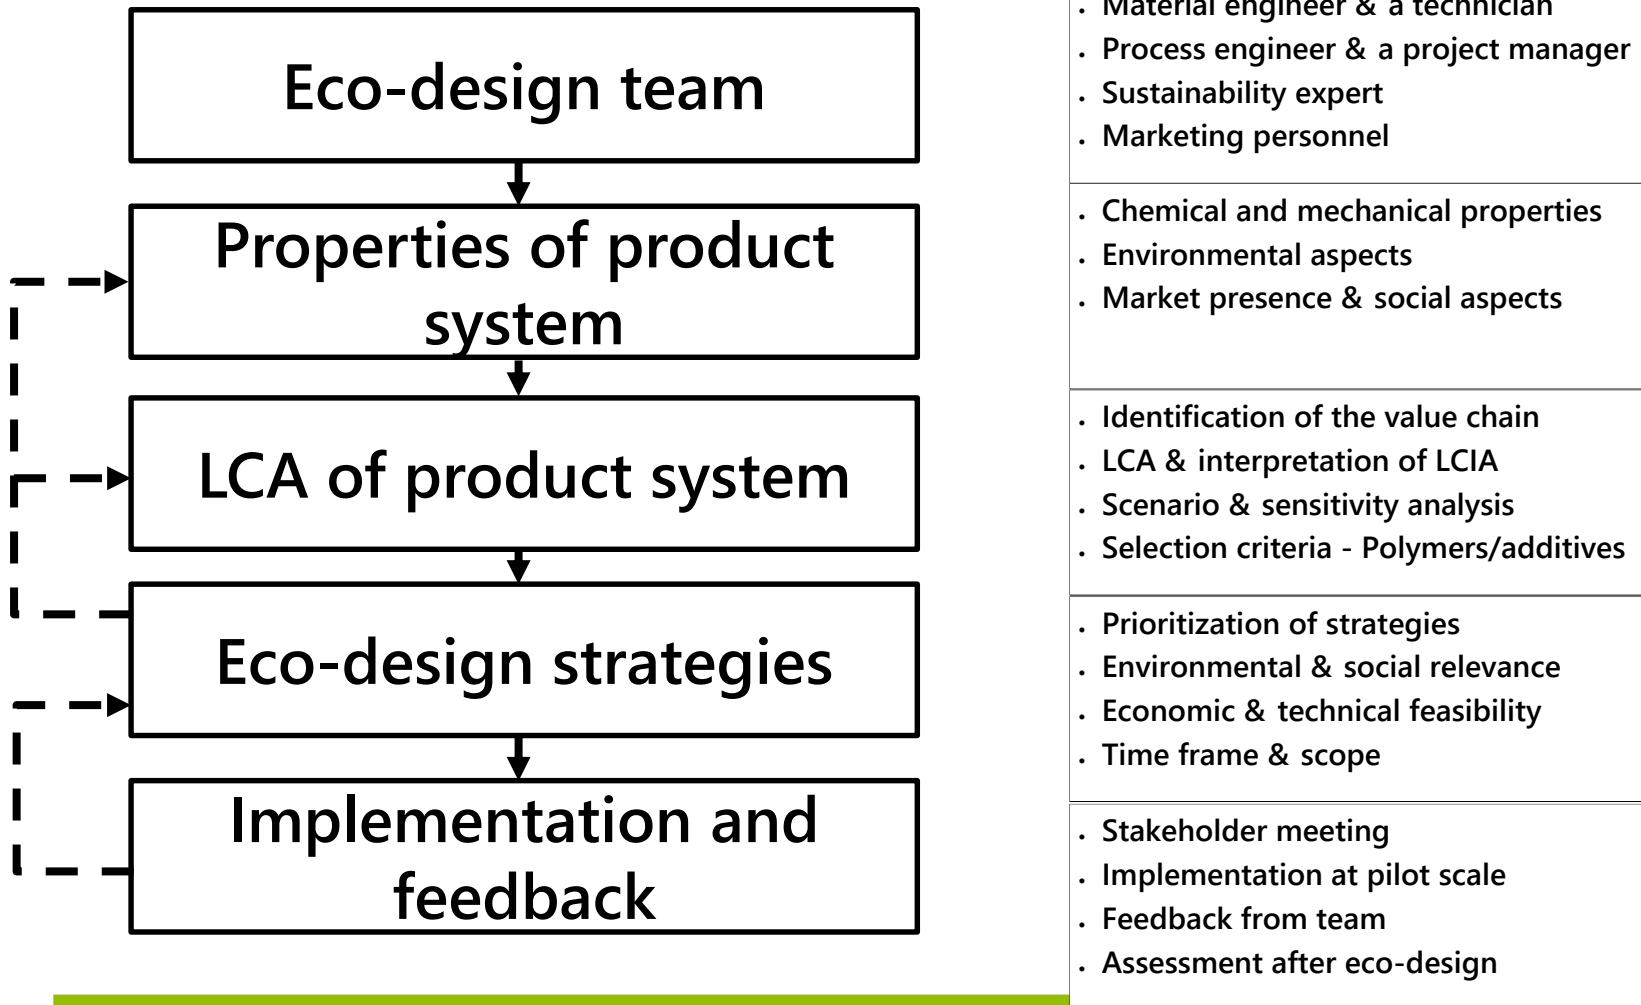 Eco-design team
Properties of product
system
LCA of product system
Eco-design strategies
Implementation and
feedback
• Material engineer & a technician
• Process engineer & a project manager
• Sustainability expert
• Marketing personnel
• Chemical and mechanical properties
• Environmental aspects
• Market presence & social aspects
• Identification of the value chain
• LCA & interpretation of LCIA
• Scenario & sensitivity analysis
• Selection criteria - Polymers/additives
• Prioritization of strategies
• Environmental & social relevance
• Economic & technical feasibility
• Time frame & scope
• Stakeholder meeting
• Implementation at pilot scale
• Feedback from team
• Assessment after eco-design